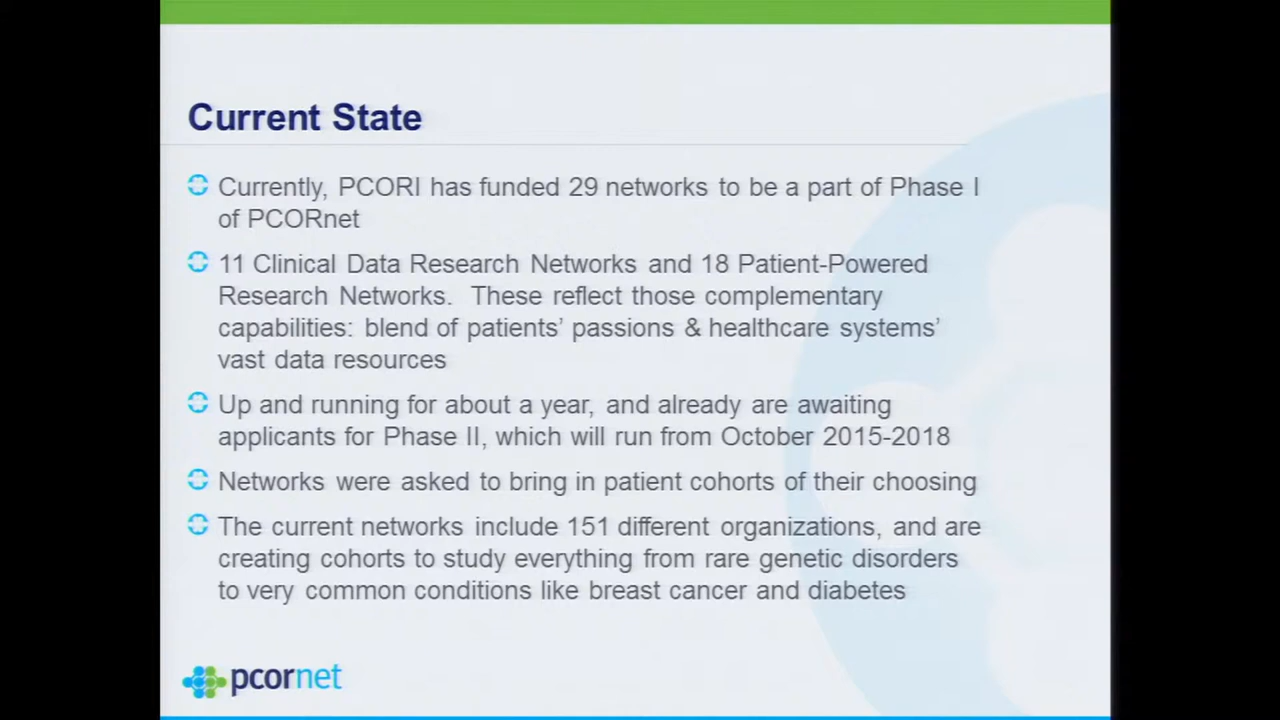 Current State
Currently, PCORI has funded 29 networks to be a part of Phase I
of PCORnet
11 Clinical Data Research Networks and 18 Patient-Powered
Research Networks.  These reflect those complementary
capabilities: blend of patients’ passions & healthcare systems’
vast data resources
Up and running for about a year, and already are awaiting
applicants for Phase II, which will run from October 2015-2018
Networks were asked to bring in patient cohorts of their choosing
The current networks include 151 different organizations, and are
creating cohorts to study everything from rare genetic disorders
to very common conditions like breast cancer and diabetes
pcornet